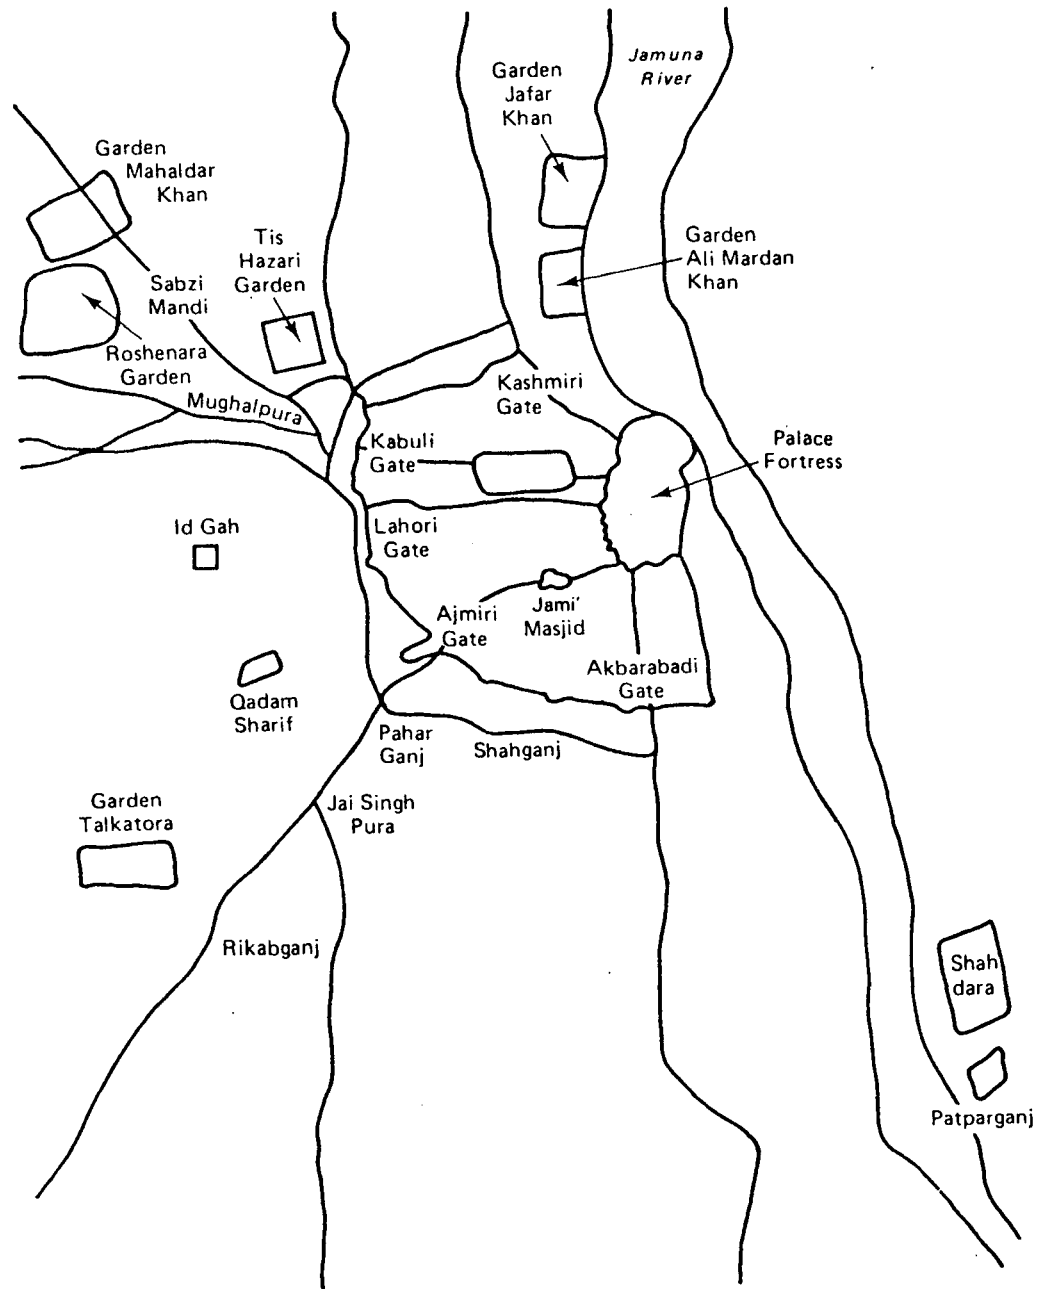 Jamuna
River
Garden
Jafar
Khan
Garden
Mahaldar
Khan
Tis
Hazari
Garden
Garden
Ali Mardan
Khan
Sabzi
Mandi
Roshenara
Garden
Mughalpura
Kashmiri
Gate
Kabuli
Gate
Palace
Fortress
Id Gah
Lahori
Gate
Ajmiri
Gate
Jami'
Masjid
Akbarabadi
Gate
Qadam
Sharif
Pahar
Ganj
Shahganj
Garden
Talkatora
Jai Singh
Pura
Rikabganj
Shah
dara
Patparganj